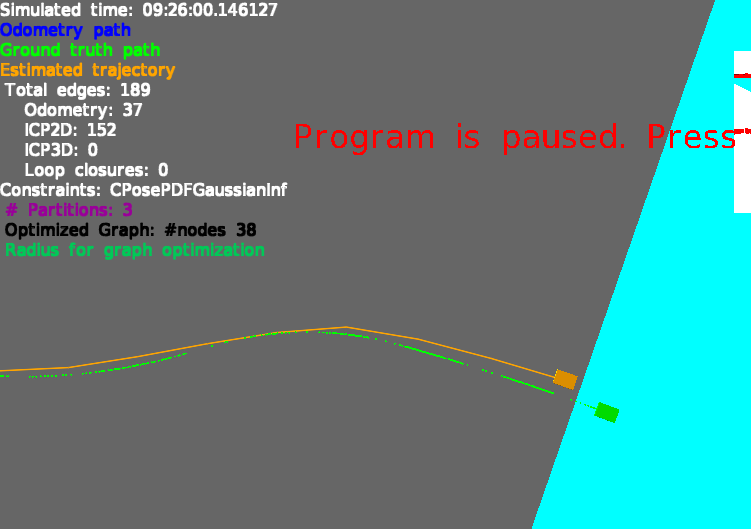 Simulated time: 09:26:00.146127
Odometry path
Ground truth path
Estimated trajectory
Total edges: 189
Odometry: 37
ICP2D: 152
ICP3D: 0
Loop closures: 0
Constraints: CPosePDFGaussianInf
# Partitions: 3
Optimized Graph: #nodes 38
Radius for graph optimization
Program is paused. Press